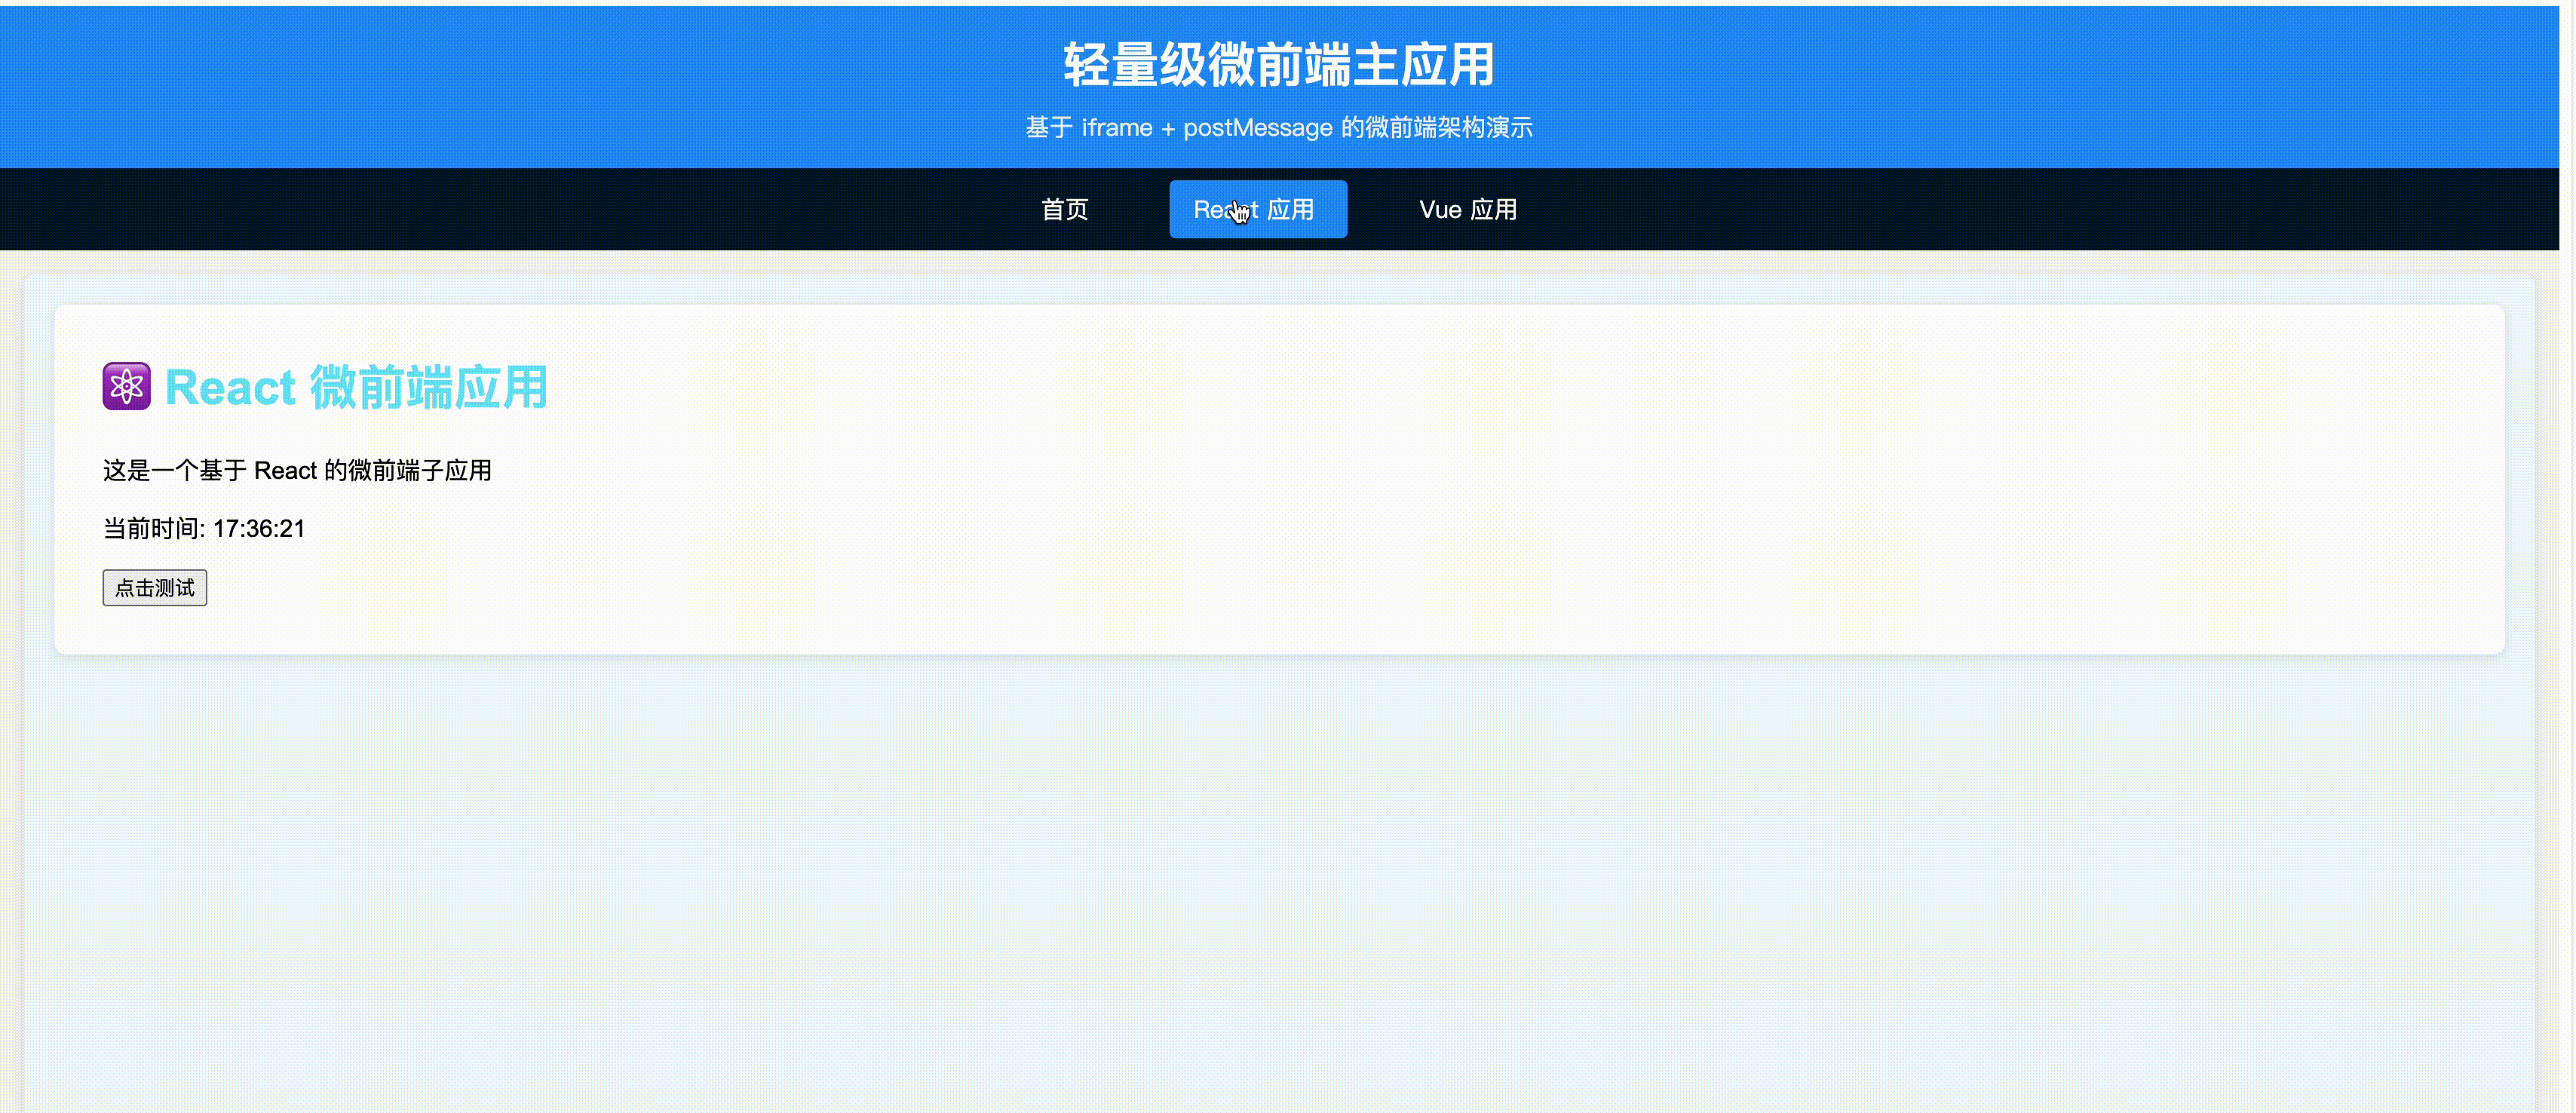 轻量级微前端主应用
基于 iframe + postMessage 的微前端架构演示
首页
React 应用
Vue 应用
React 微前端应用
这是一个基于 React 的微前端子应用
当前时间: 17:36:21
点击测试